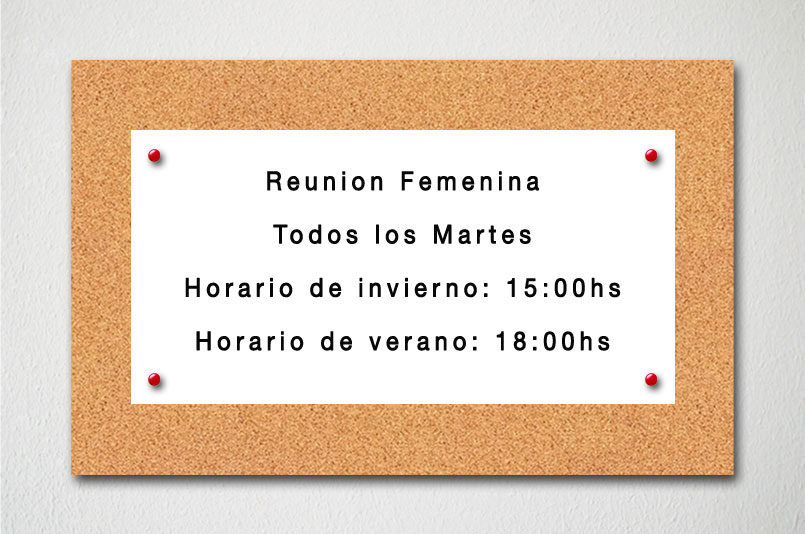 Reunion Femenina
Todos los Martes
Horario de invierno: 15:00hs
Horario de verano: 18:00hs